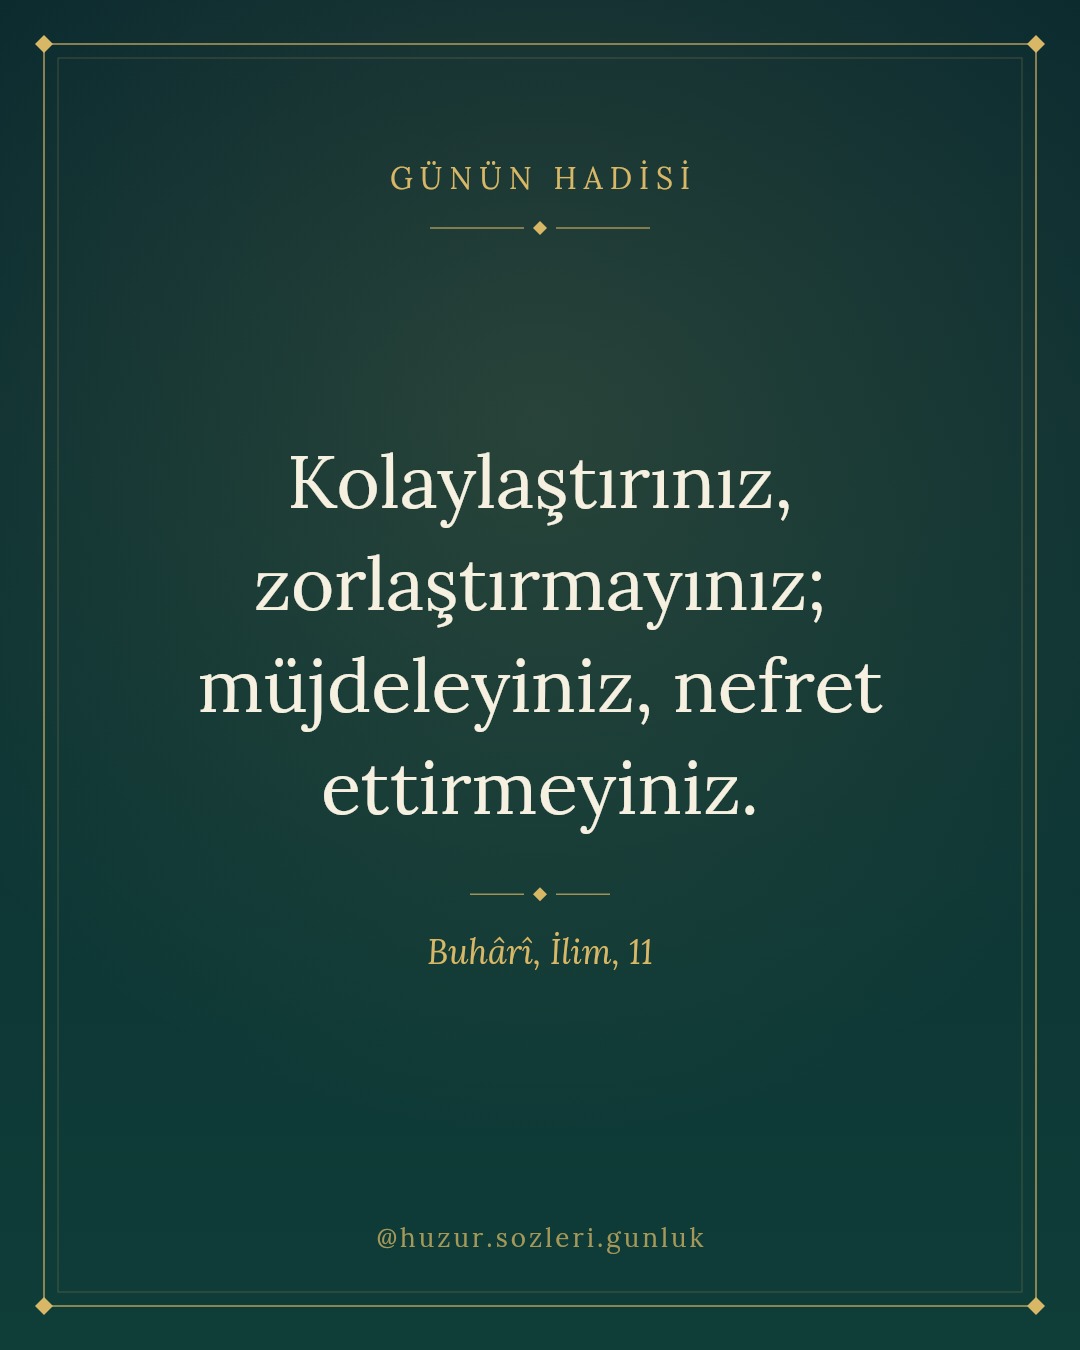 GÜNÜN HADİSİ
Kolaylaştırınız,
zorlaştırmayınız;
müjdeleyiniz, nefret
ettirmeyiniz.
Buhârî, İlim, 11
@huzur.sozleri.gunluk